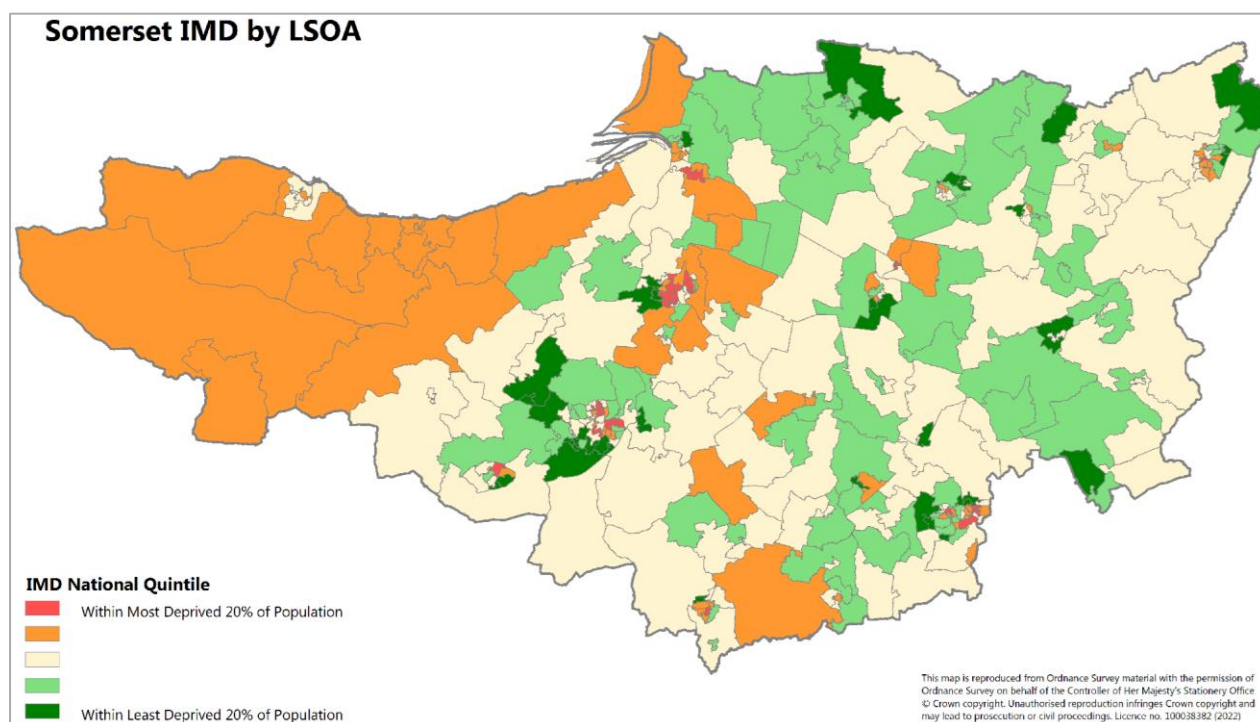 Somerset IMD by LSOA
IMD National Quintile
Within Most Deprived 20% of Population
Within Least Deprived 20% of Population
This map is reproduced from Ordnance Survey material with the permission of
Ordnance Survey on behalf of the Controller of Her Majesty's Stationery Office
© Crown copyright. Unauthorised reproduction infringes Crown copyright and
may lead to prosecution or civil proceedings. Licence no. 100038382 (2022)